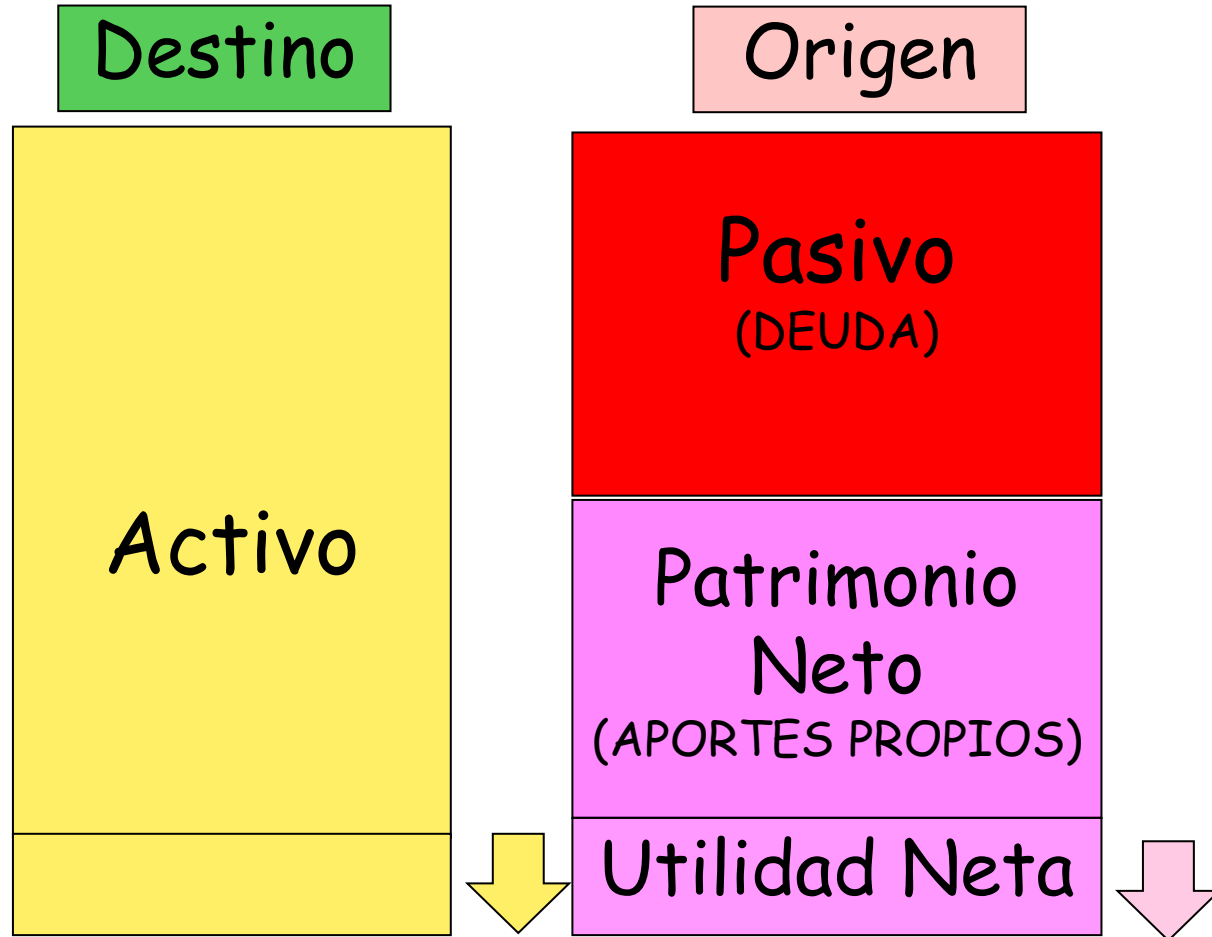 Destino
Origen
Activo
Pasivo
(DEUDA)
Patrimonio
Neto
(APORTES PROPIOS)
Utilidad Neta